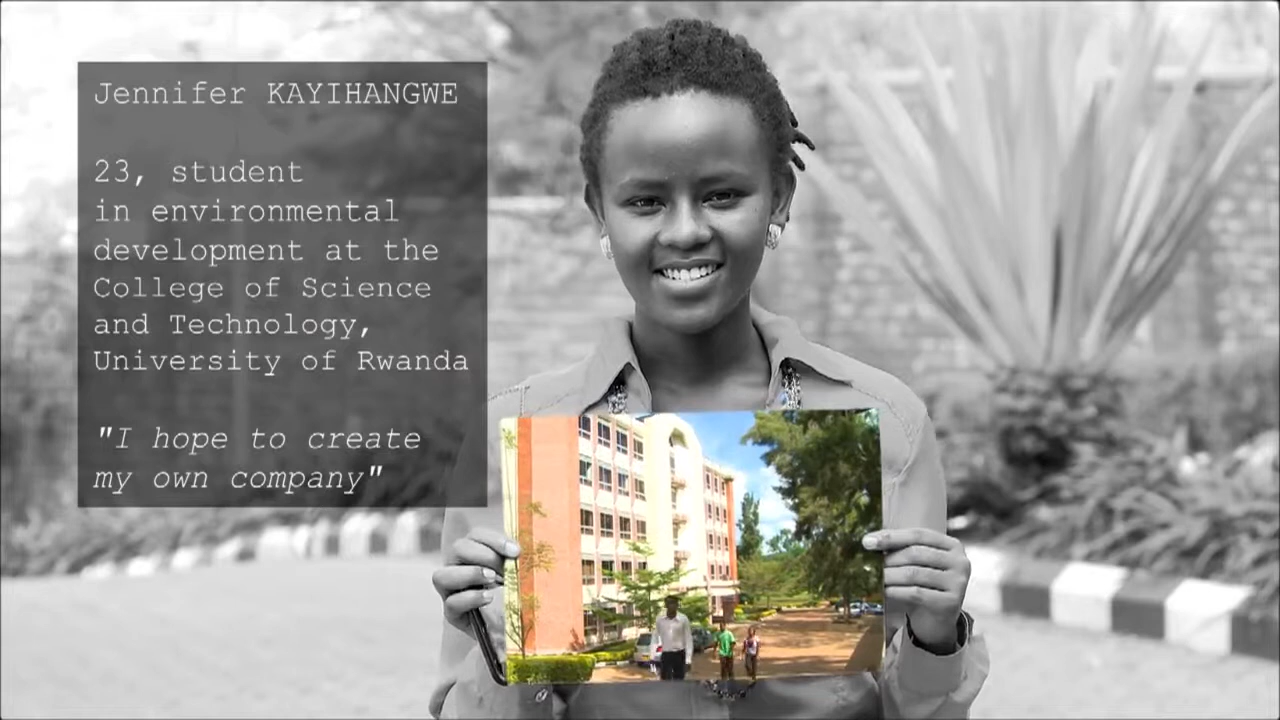 Jennifer KAYIHANGWE
23, student
in environmental
development at the
College of Science
and Technology,
University of Rwanda
"I hope to create
my own company"